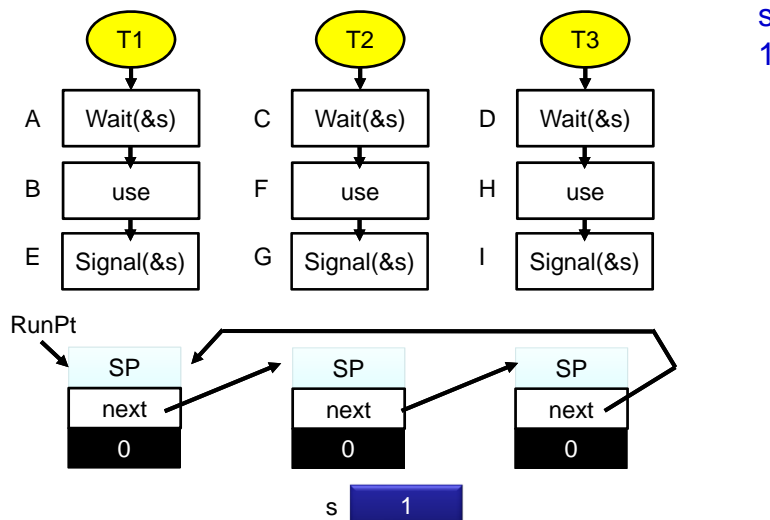 T1 T2 T3 s
1
A Wait(&s) C Wait(&s) D Wait(&s)
B use F use H use
E Signal(&s) G Signal(&s) I Signal(&s)
RunPt
SP SP SP
next next next
0 0 0
s 1